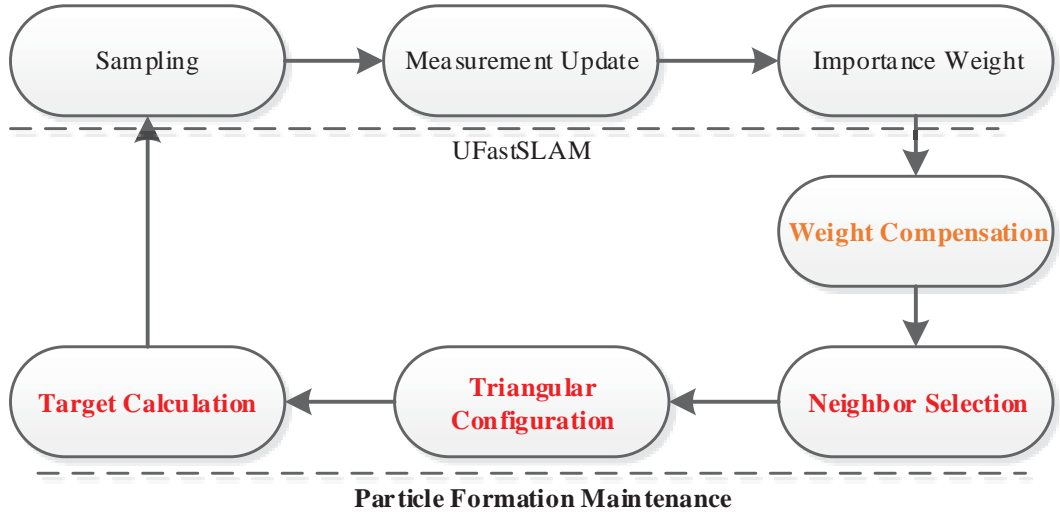 Sampling
Measurement Update
Importance Weight
UFastSLAM
Weight Compensation
Target Calculation
Triangular
Configuration
Neighbor Selection
Particle Formation Maintenance